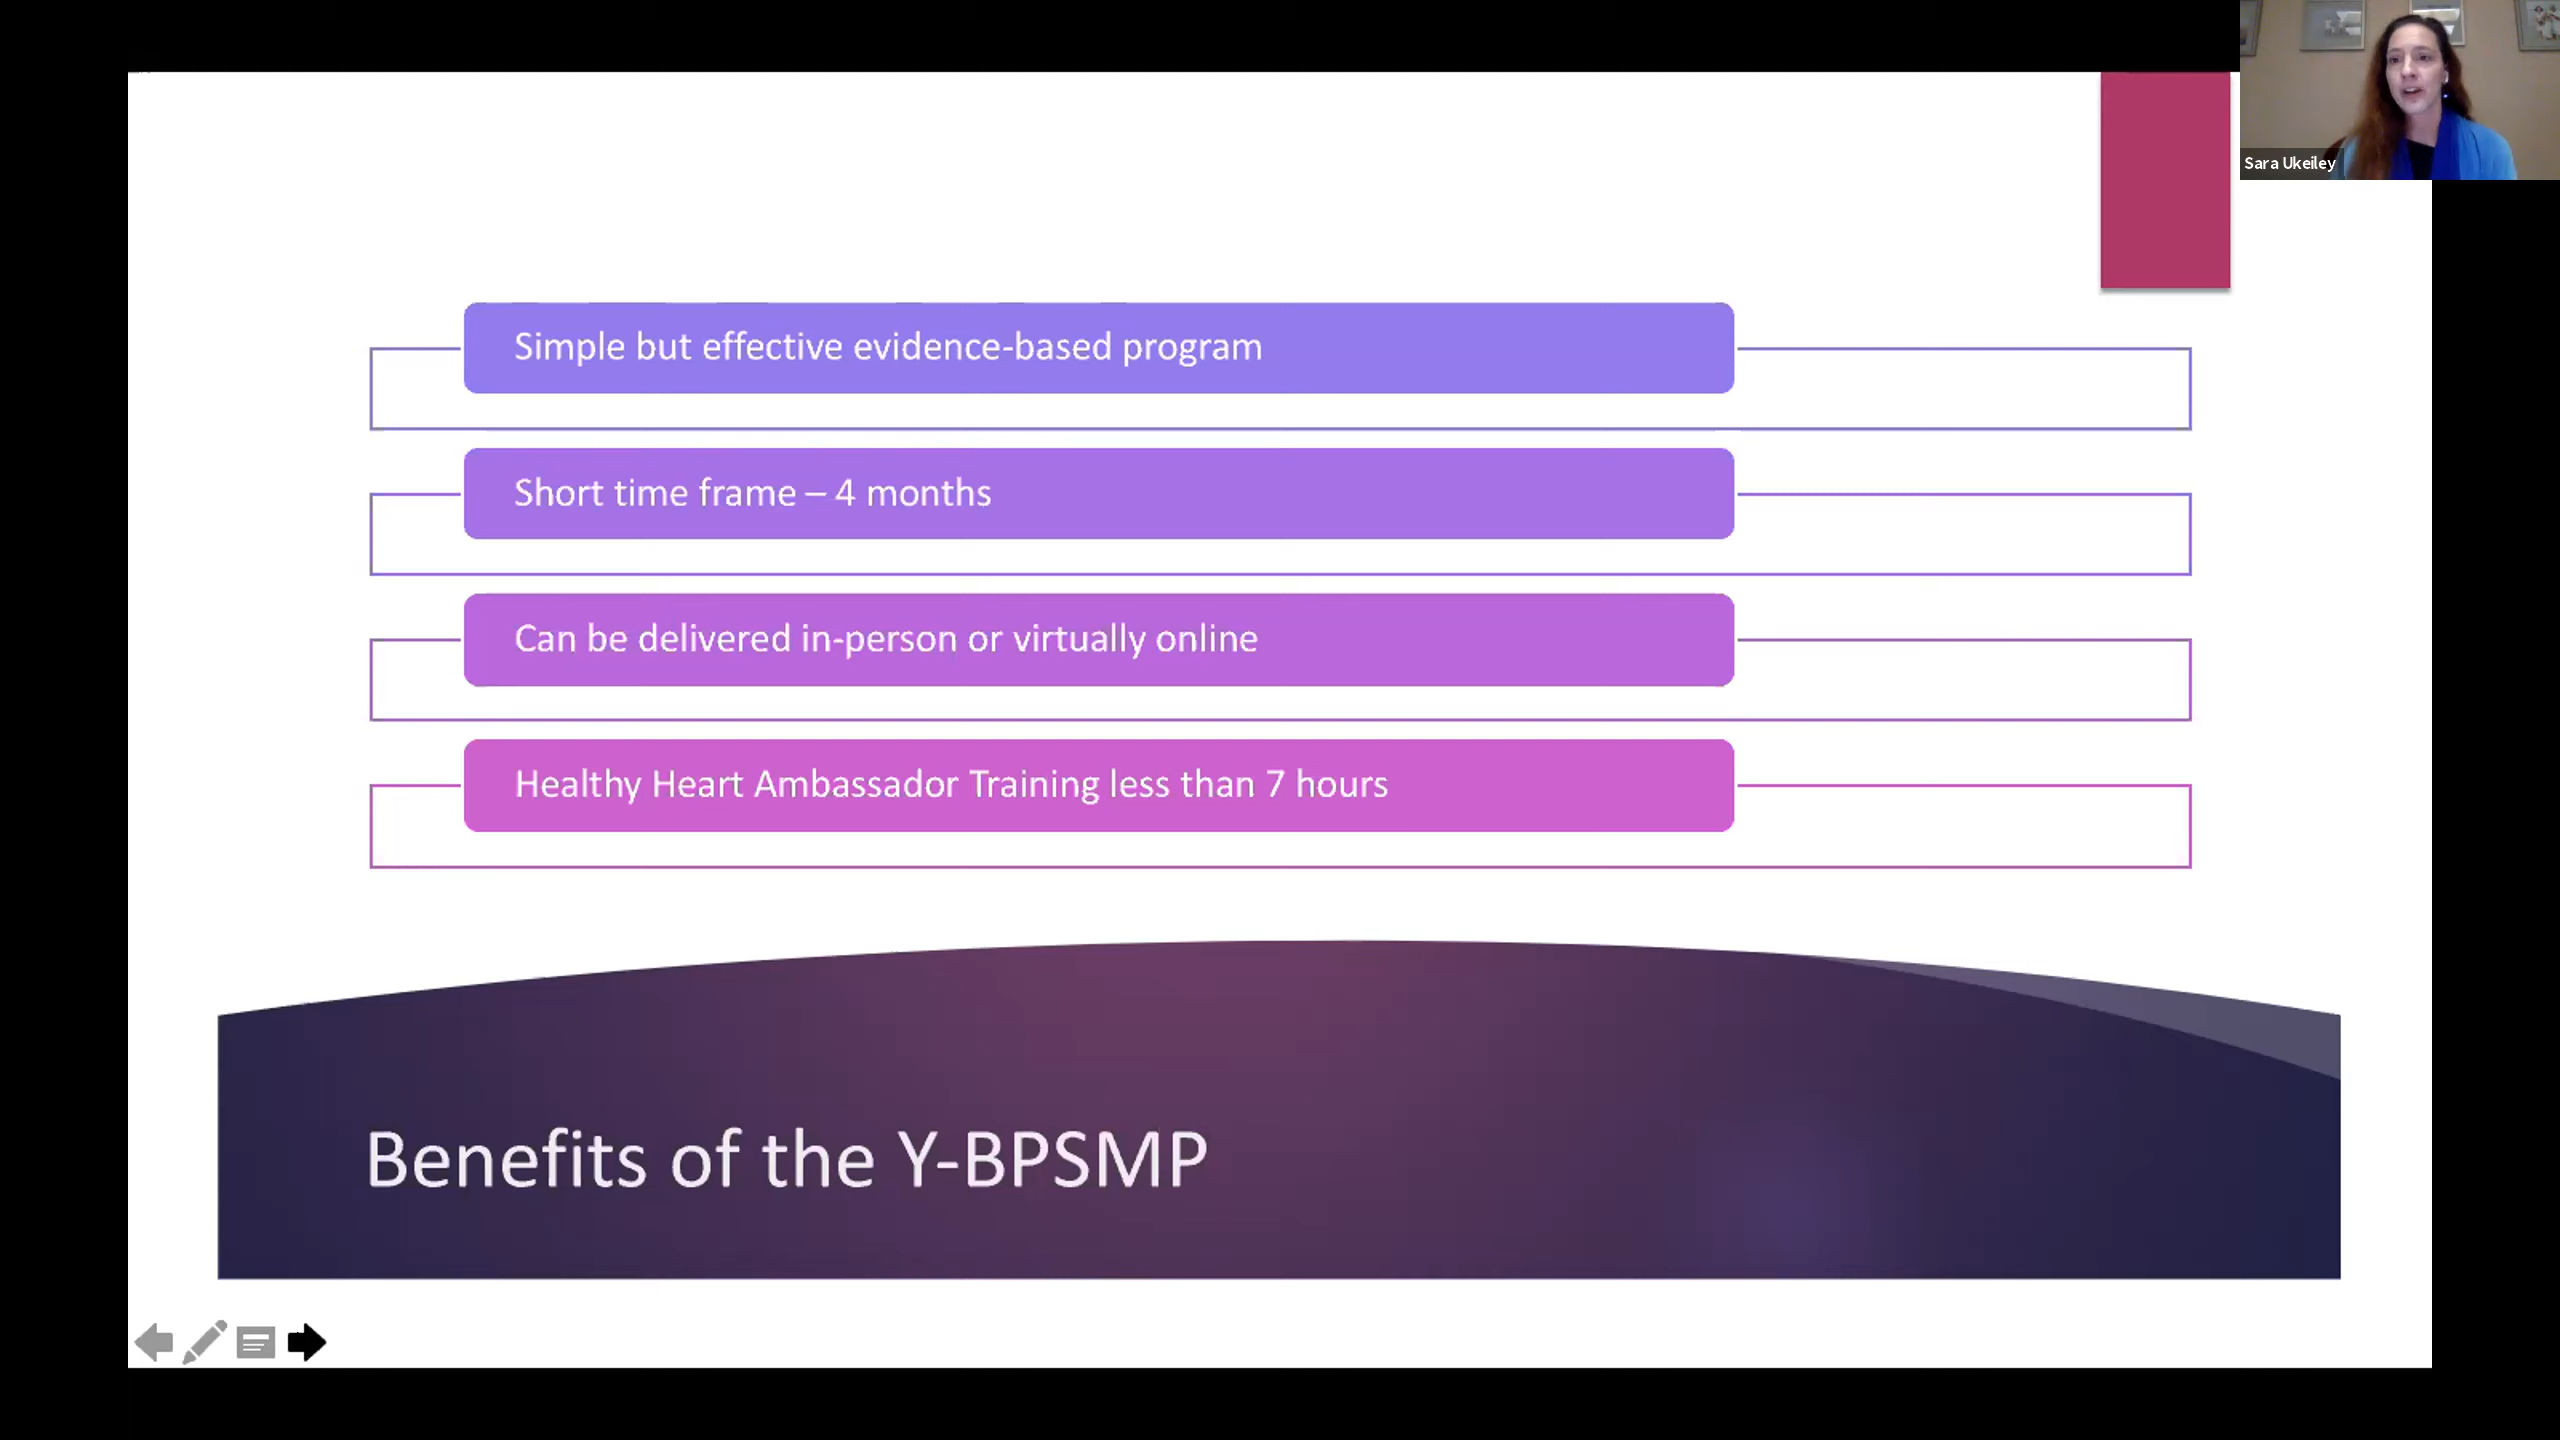 Sara Ukeiley
Simple but effective evidence-based program
Short time frame – 4 months
Can be delivered in-person or virtually online
Healthy Heart Ambassador Training less than 7 hours
Benefits of the Y-BPSMP